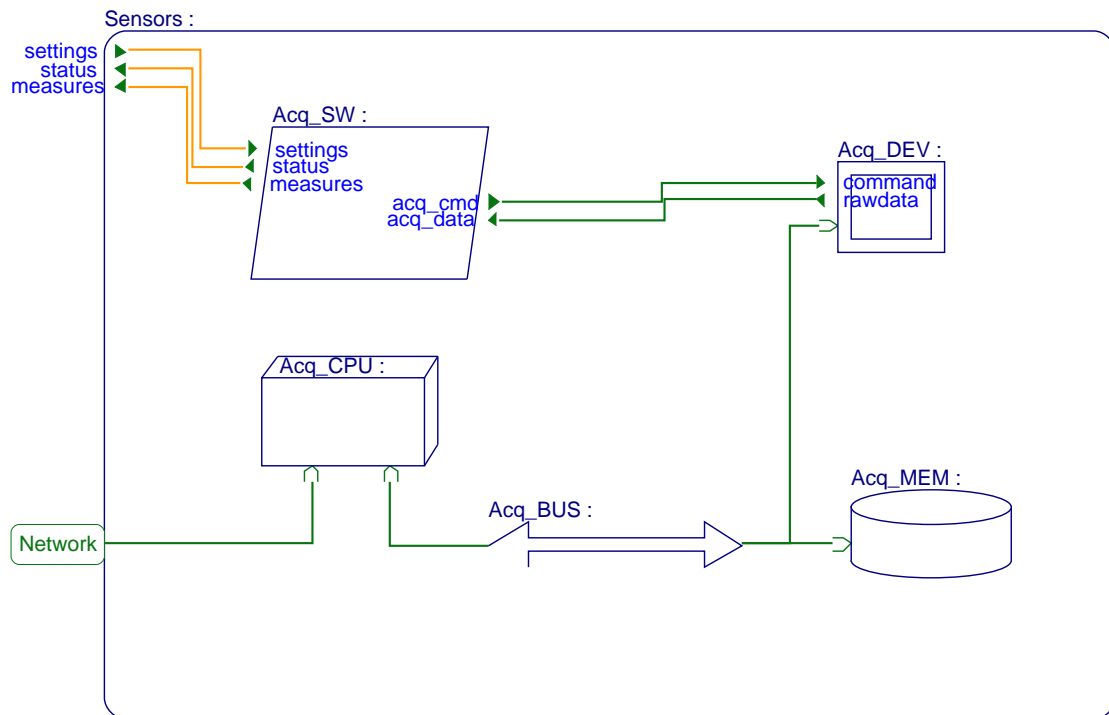 Sensors :
settings
status
measures
Acq_SW :
settings
status
measures
acq_cmd
acq_data
Acq_DEV :
command
rawdata
Acq_CPU :
Acq_MEM :
Acq_BUS :
Network